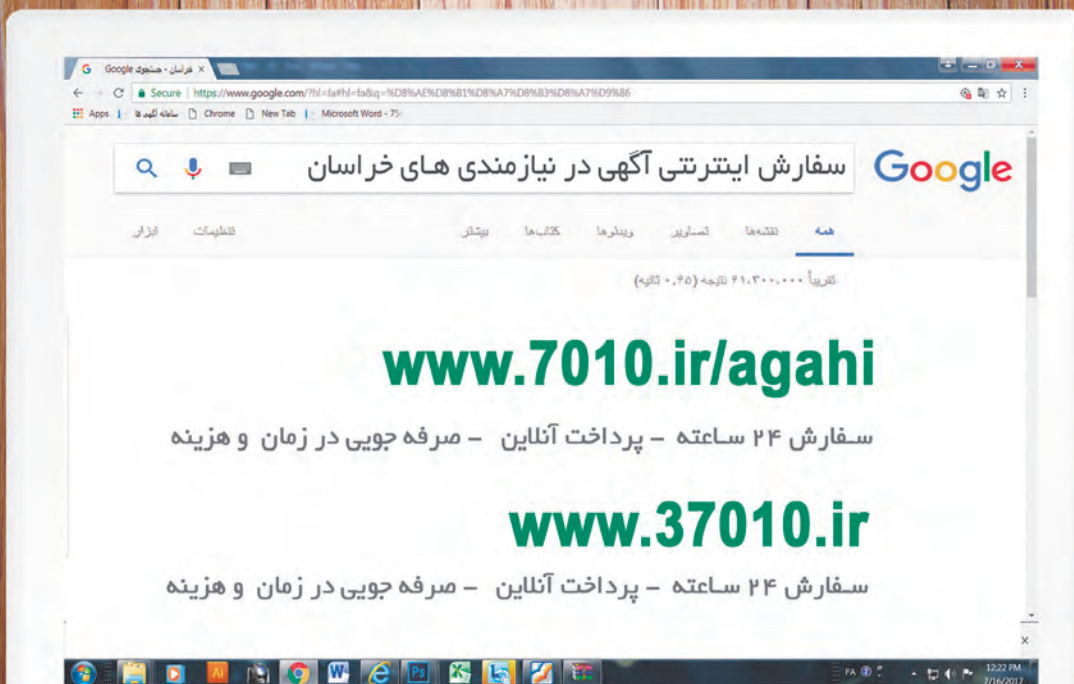 خراسان - جستجوی Google
Secure | https://www.google.com/?hl=fa#hl=fa&q=%D8%AE%D8%B1%D8%A7%D8%B3%D8%A7%D9%86
Apps سامانه آگهی ها Chrome New Tab Microsoft Word - 75
Google سفارش اینترنتی آگهی در نیازمندی های خراسان
همه نقشه‌ها تصاویر ویدئوها کتاب‌ها بیشتر تنظیمات ابزار
تقریباً ۶۱،۳۰۰،۰۰۰ نتیجه (۰.۴۵ ثانیه)
www.7010.ir/agahi
سفارش ۲۴ ساعته - پرداخت آنلاین - صرفه جویی در زمان و هزینه
www.37010.ir
سفارش ۲۴ ساعته - پرداخت آنلاین - صرفه جویی در زمان و هزینه
FA 12:22 PM
7/16/2017